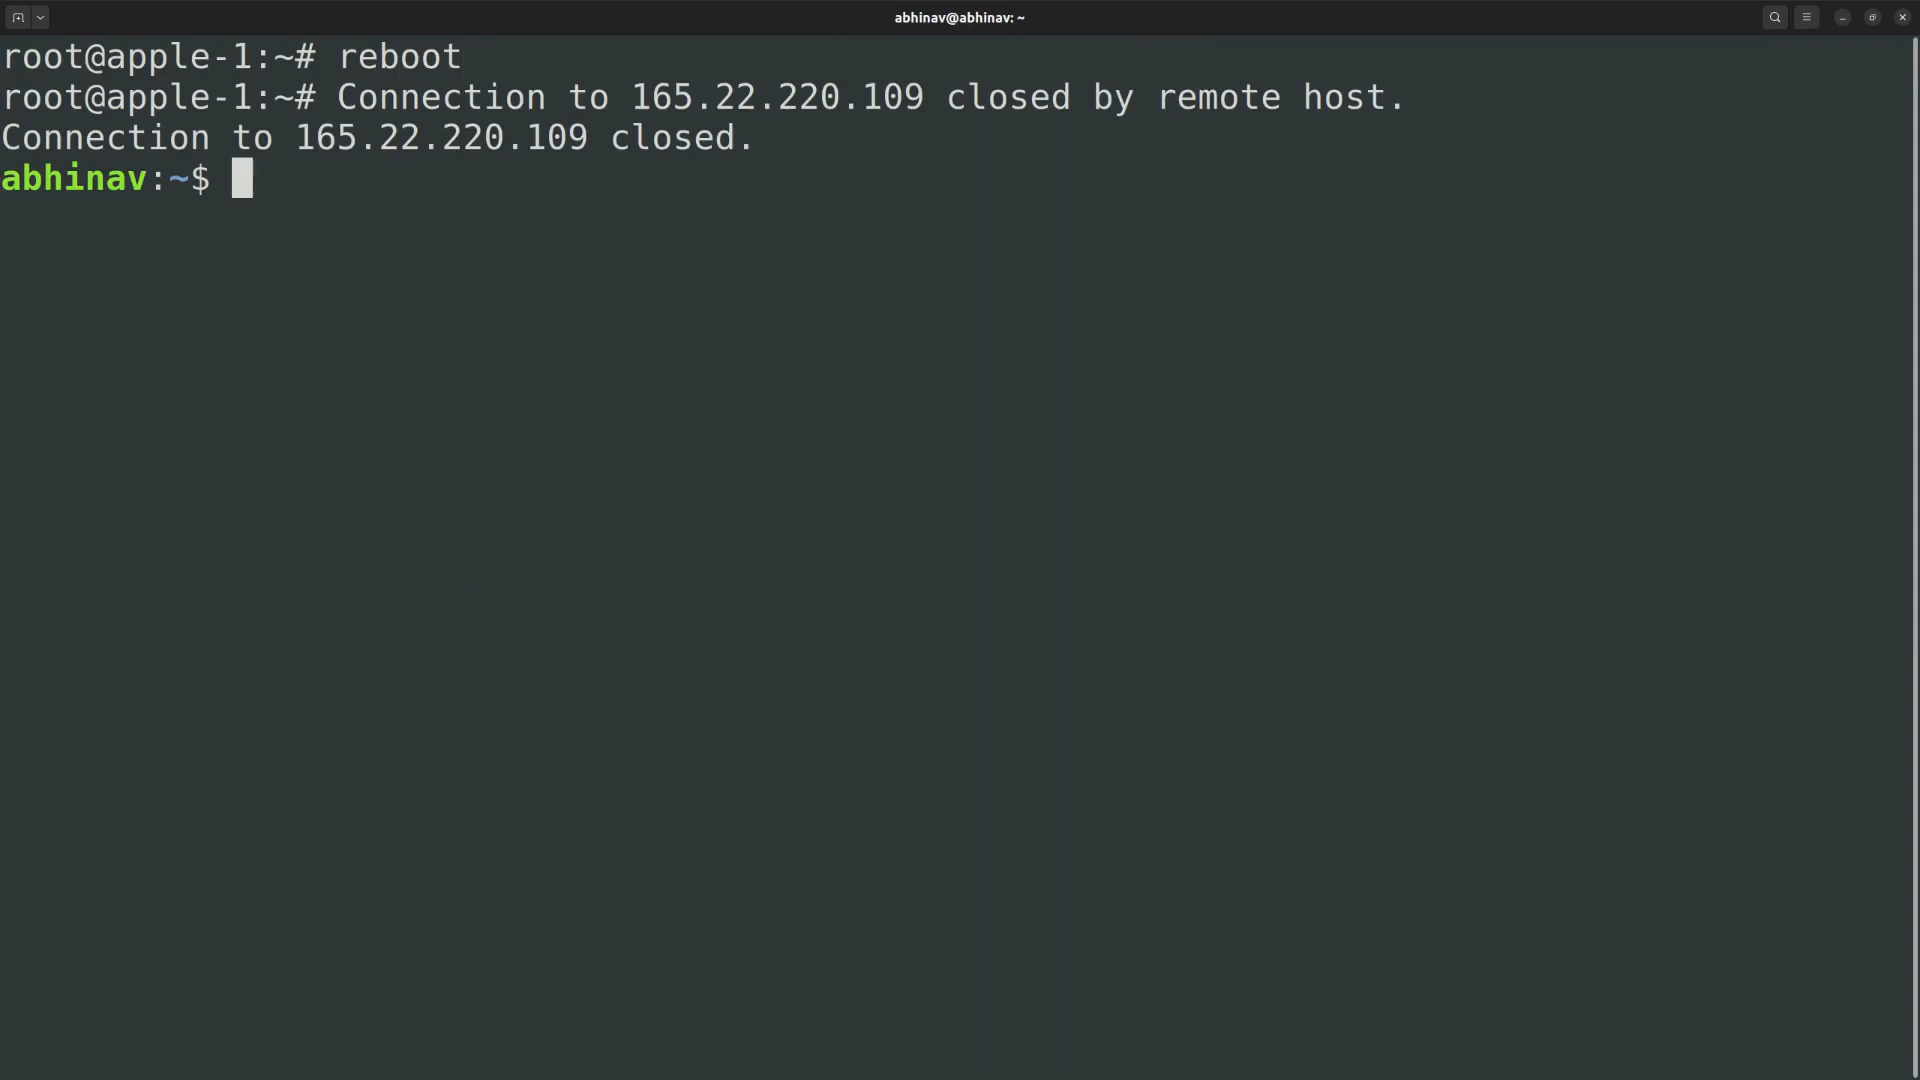 abhinav@abhinav: ~
root@apple-1:~# reboot
root@apple-1:~# Connection to 165.22.220.109 closed by remote host.
Connection to 165.22.220.109 closed.
abhinav:~$